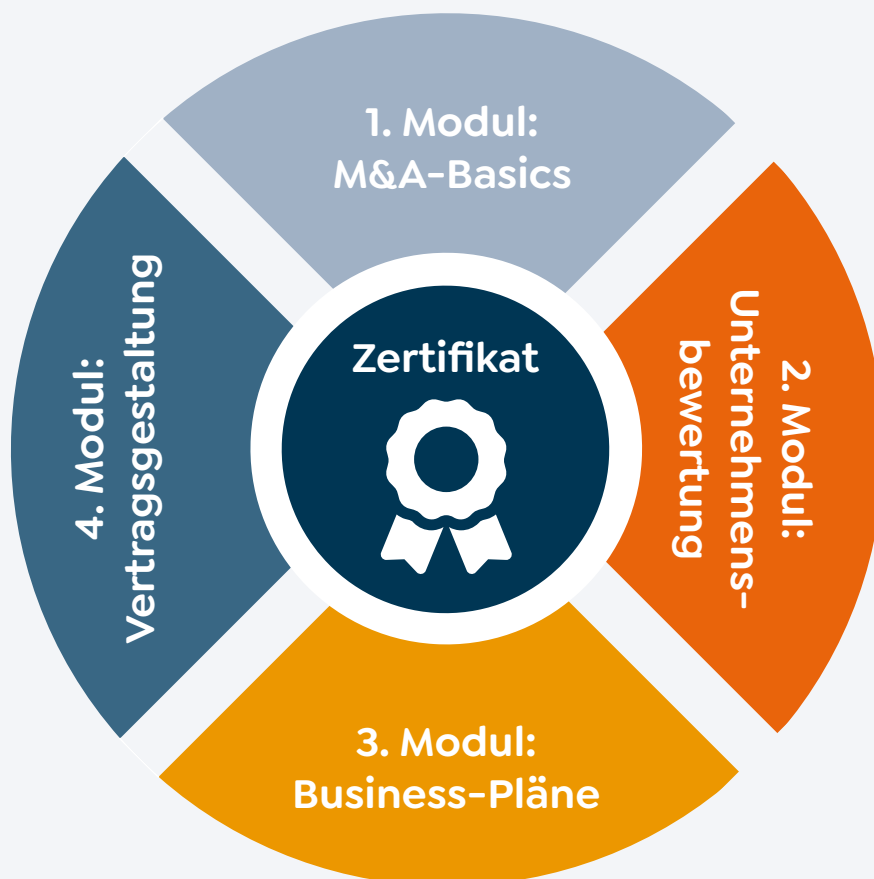 1. Modul:
M&A-Basics
2. Modul:
Unternehmens-
bewertung
3. Modul:
Business-Pläne
4. Modul:
Vertragsgestaltung
Zertifikat